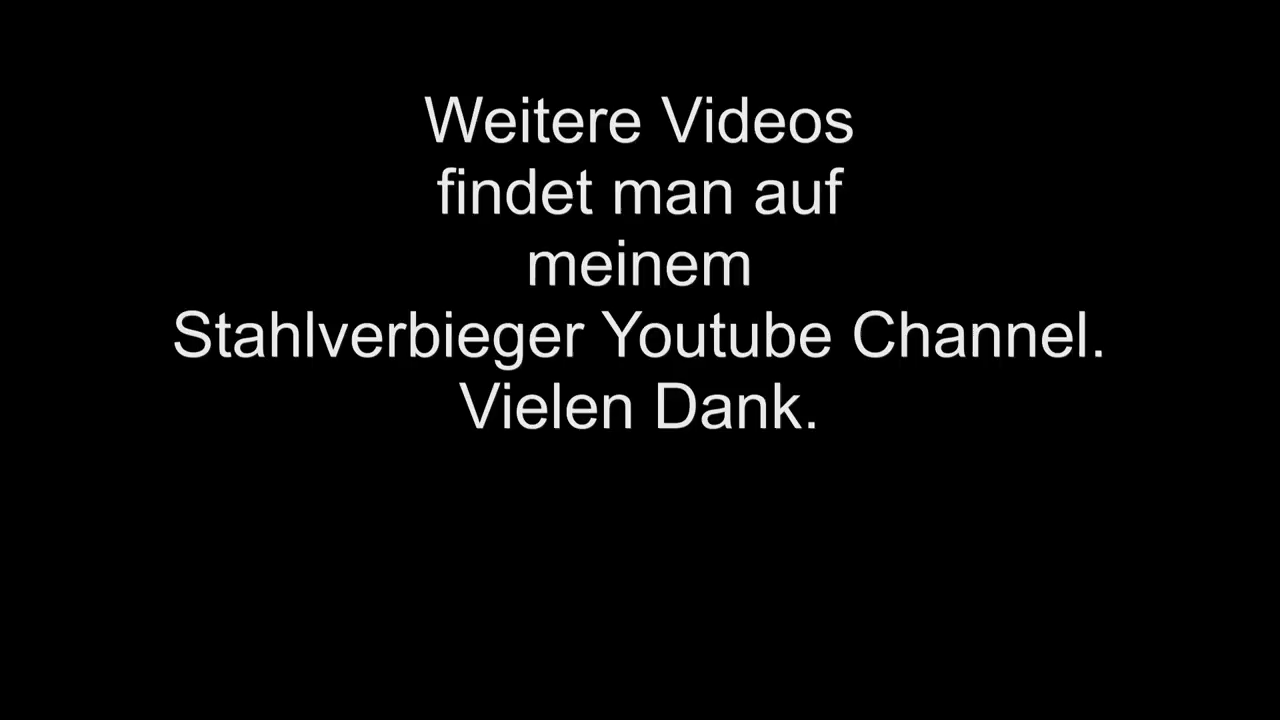 Weitere Videos
findet man auf
meinem
Stahlverbieger Youtube Channel.
Vielen Dank.